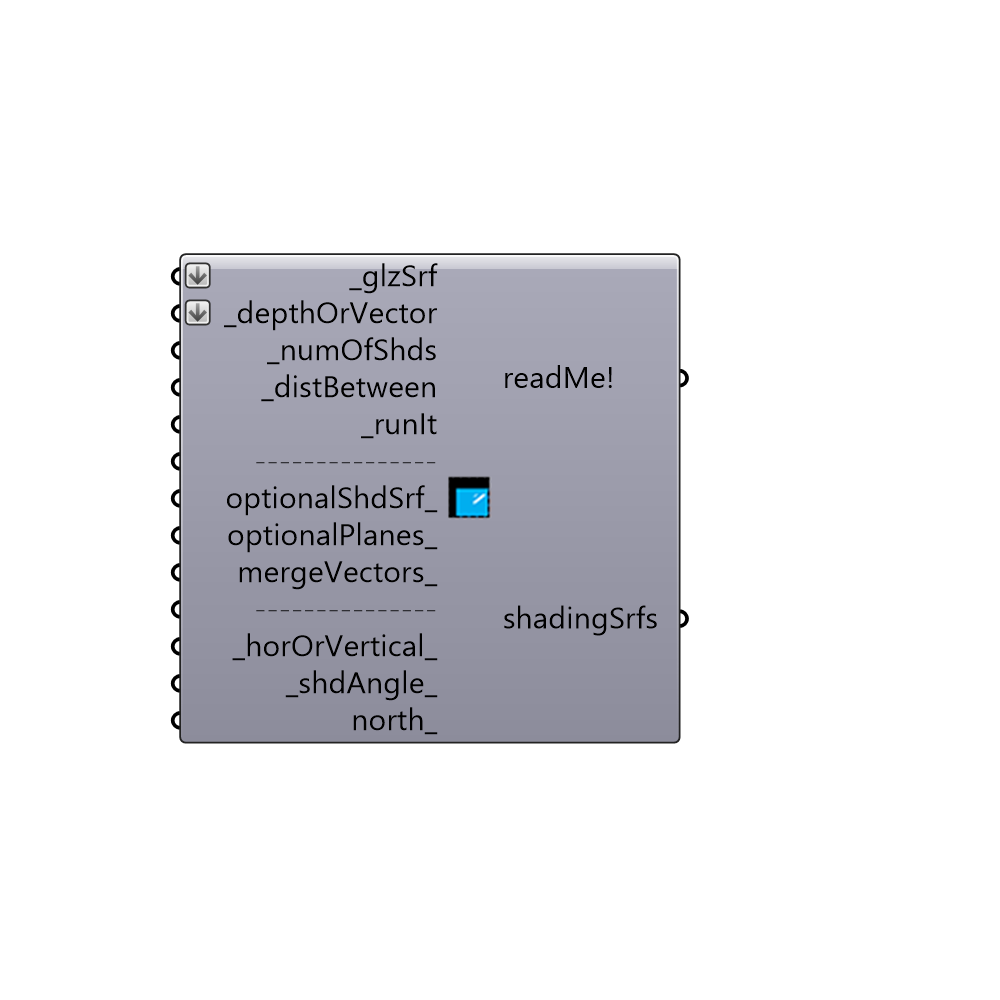 _glzSrf
_depthOrVector
_numOfShds
_distBetween
_runIt
---------------
optionalShdSrf_
optionalPlanes_
mergeVectors_
---------------
_horOrVertical_
_shdAngle_
north_
readMe!
shadingSrfs